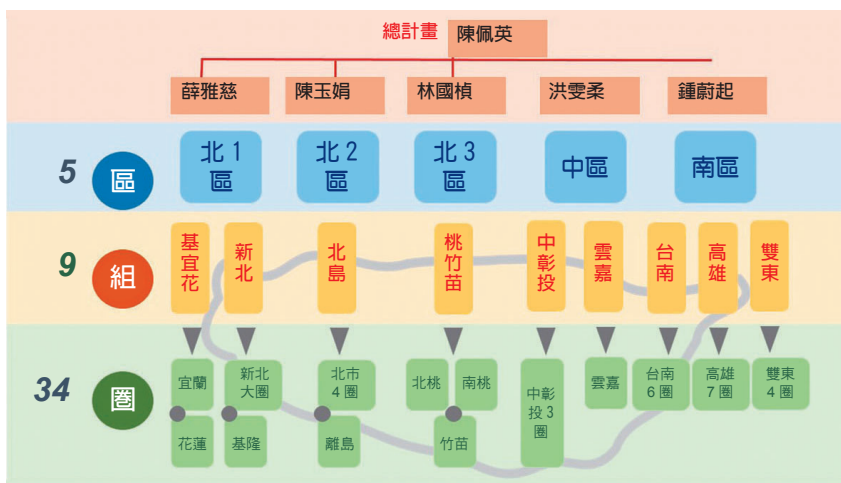 總計畫 陳佩英
薛雅慈 陳玉娟 林國楨 洪雯柔 鍾蔚起
5 區
北1
區
北2
區
北3
區
中區
南區
9 組
基宜花
新北
北島
桃竹苗
中彰投
雲嘉
台南
高雄
雙東
34 圈
宜蘭
花蓮
新北
大圈
基隆
北市
4圈
離島
北桃
南桃
竹苗
中彰
投3
圈
雲嘉
台南
6圈
高雄
7圈
雙東
4圈